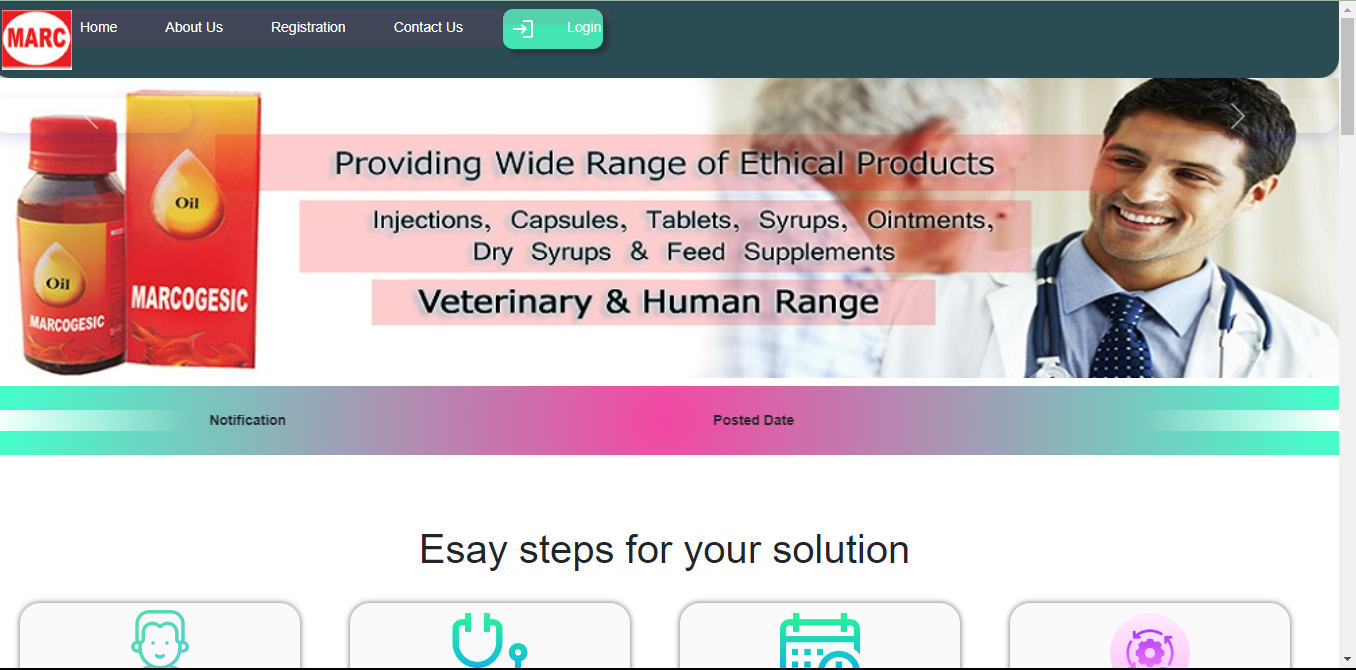 MARC
Home
About Us
Registration
Contact Us
Login
Providing Wide Range of Ethical Products
Injections, Capsules, Tablets, Syrups, Ointments,
Dry Syrups & Feed Supplements
Veterinary & Human Range
Oil
MARCOGESIC
Oil
MARCOGESIC
Notification
Posted Date
Esay steps for your solution